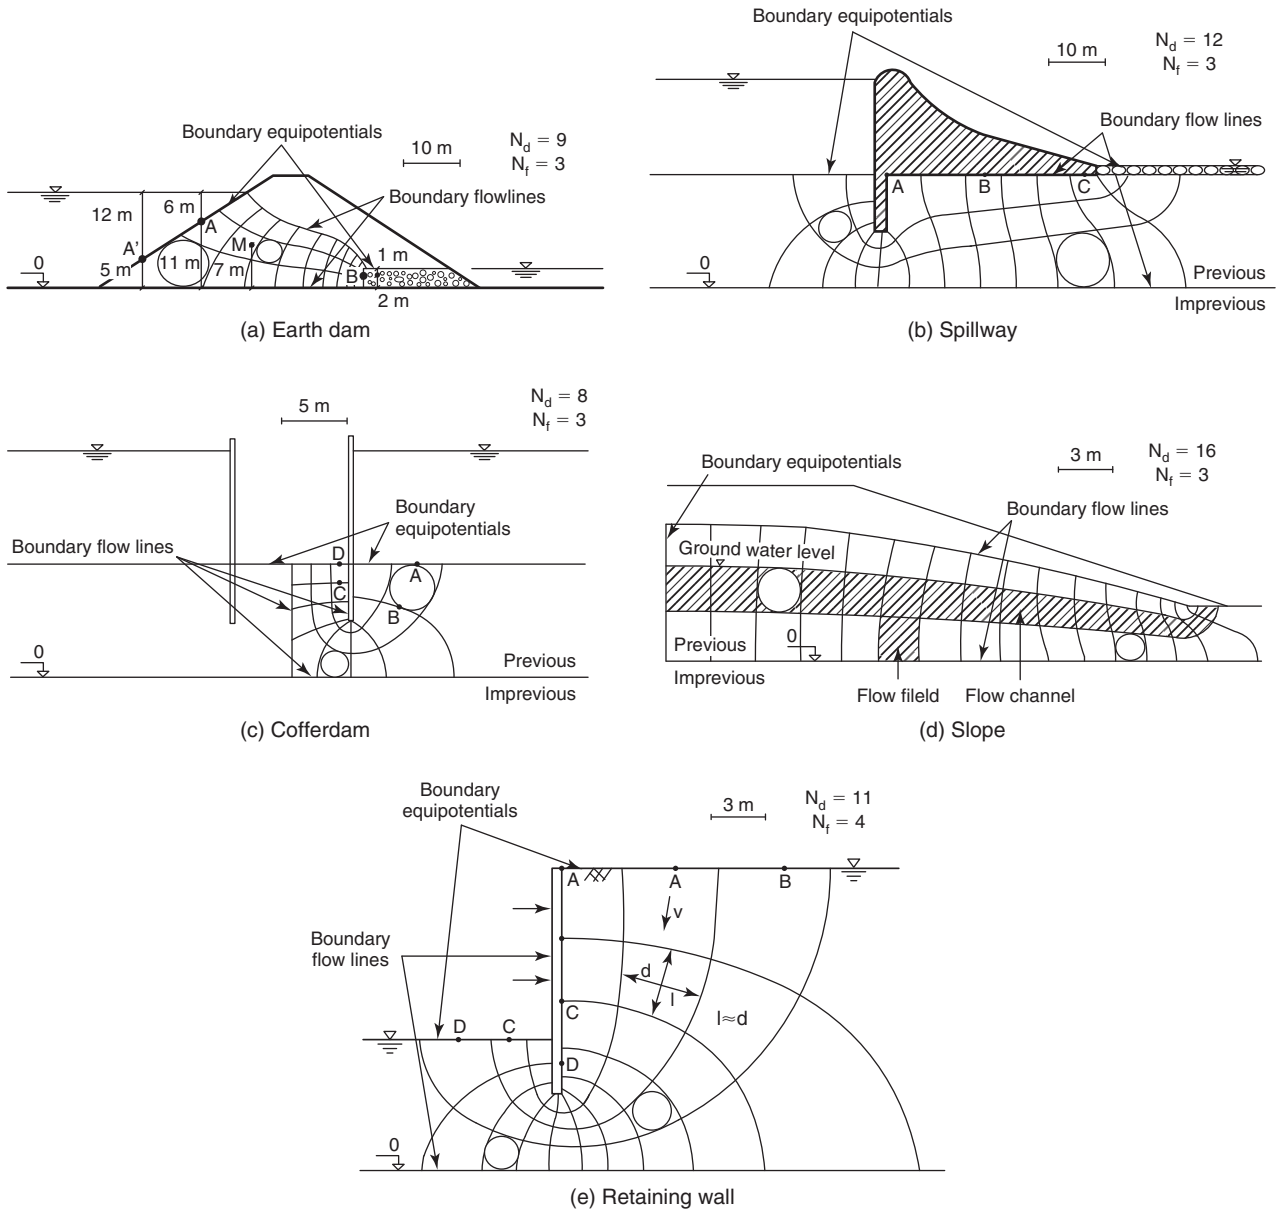 Boundary equipotentials
10 m
N_d = 9
N_f = 3
Boundary flowlines
12 m
6 m
A
A'
M
5 m
11 m
7 m
B
1 m
2 m
0
(a) Earth dam
Boundary equipotentials
10 m
N_d = 12
N_f = 3
Boundary flow lines
A
B
C
0
Previous
Imprevious
(b) Spillway
5 m
N_d = 8
N_f = 3
Boundary
equipotentials
Boundary flow lines
D
C
A
B
0
Previous
Imprevious
(c) Cofferdam
Boundary equipotentials
3 m
N_d = 16
N_f = 3
Boundary flow lines
Ground water level
0
Previous
Imprevious
Flow fileld
Flow channel
(d) Slope
Boundary
equipotentials
3 m
N_d = 11
N_f = 4
A
A
B
v
Boundary
flow lines
d
l
l≈d
C
D
C
D
0
(e) Retaining wall